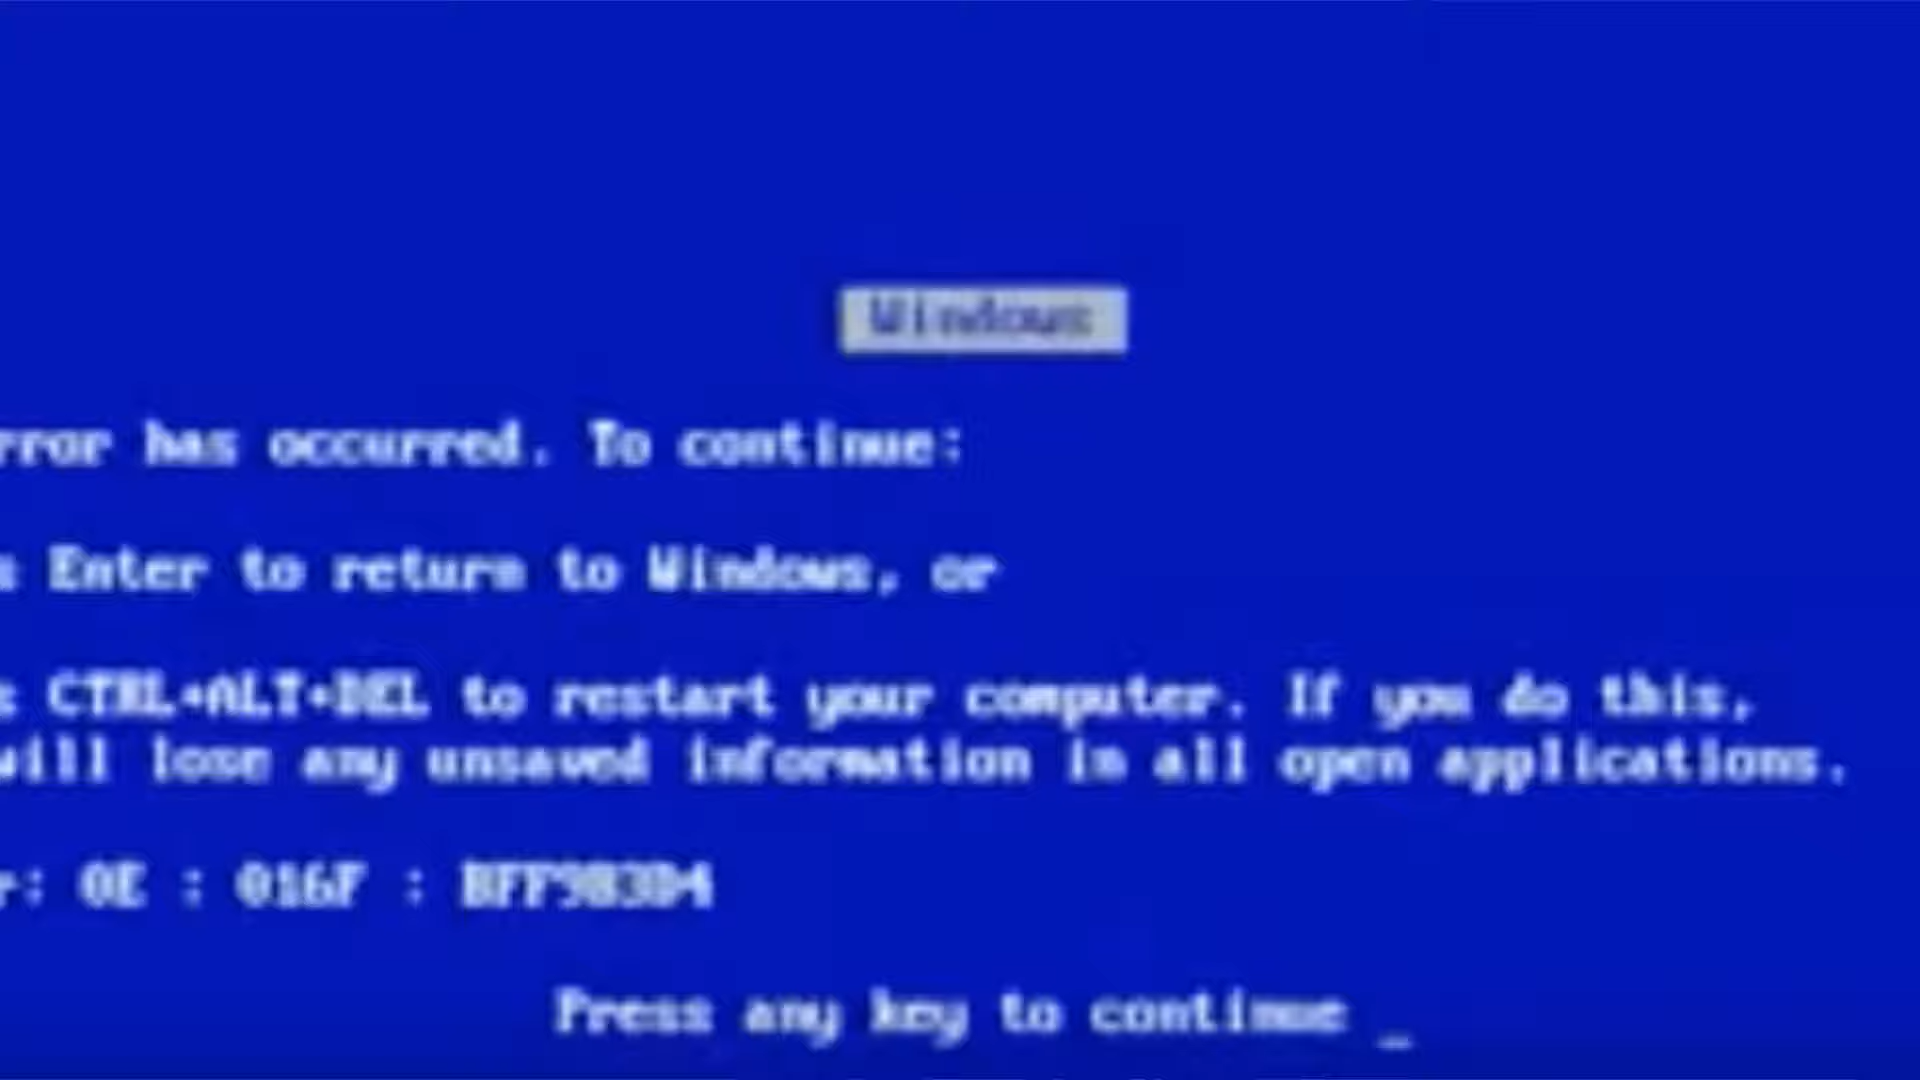 Windows
rror has occurred. To continue:
Enter to return to Windows, or
CTRL+ALT+DEL to restart your computer. If you do this,
will lose any unsaved information in all open applications.
r: 0E : 016F : BFF9B3D4
Press any key to continue _